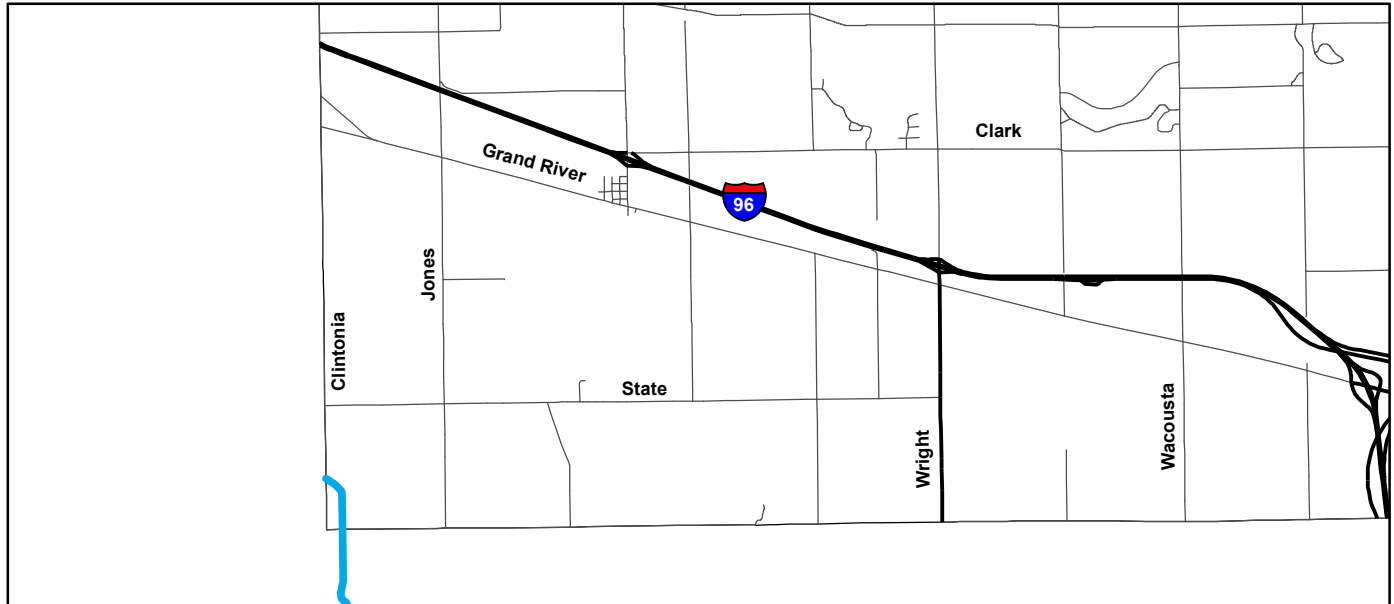 Clark
Grand River
96
Jones
Clintonia
State
Wright
Wacousta